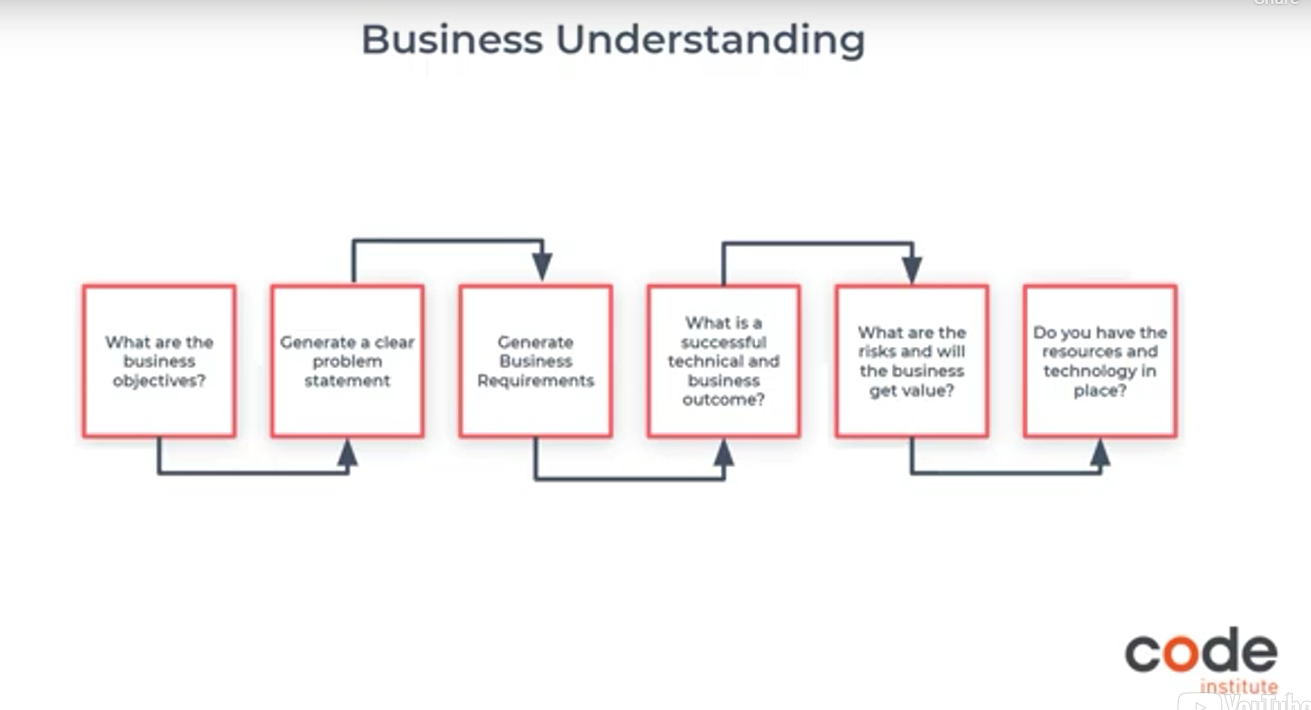 Share
Business Understanding
What are the
business
objectives?
Generate a clear
problem
statement
Generate
Business
Requirements
What is a
successful
technical and
business
outcome?
What are the
risks and will
the business
get value?
Do you have the
resources and
technology in
place?
code
institute
YouTube